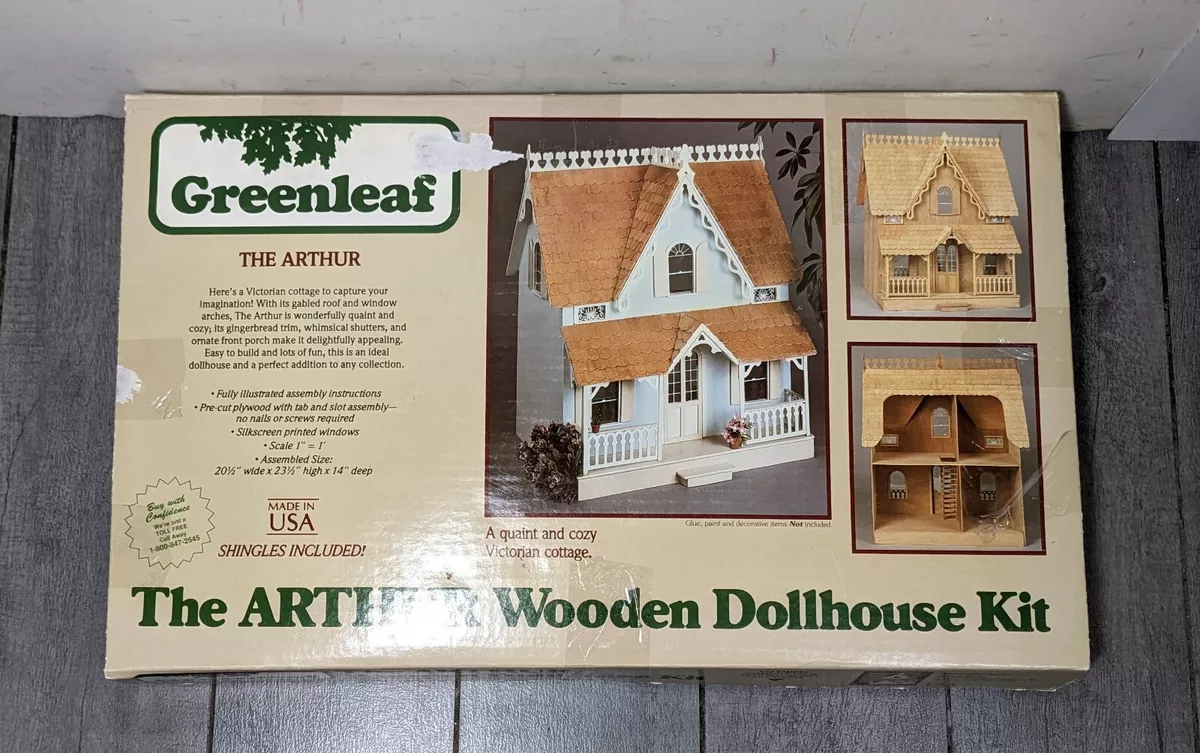 Greenleaf
THE ARTHUR
Here's a Victorian cottage to capture your
imagination! With its gabled roof and window
arches, The Arthur is wonderfully quaint and
cozy; its gingerbread trim, whimsical shutters, and
ornate front porch make it delightfully appealing.
Easy to build and lots of fun, this is an ideal
dollhouse and a perfect addition to any collection.
• Fully illustrated assembly instructions
• Pre-cut plywood with tab and slot assembly—
no nails or screws required
• Silkscreen printed windows
• Scale 1" = 1'
• Assembled Size:
20½" wide x 23½" high x 14" deep
Buy with
Confidence
We're just a
TOLL FREE
Call Away
1-800-847-2545
MADE IN
USA
SHINGLES INCLUDED!
A quaint and cozy
Victorian cottage.
Glue, paint and decorative items Not included.
The ARTHUR Wooden Dollhouse Kit